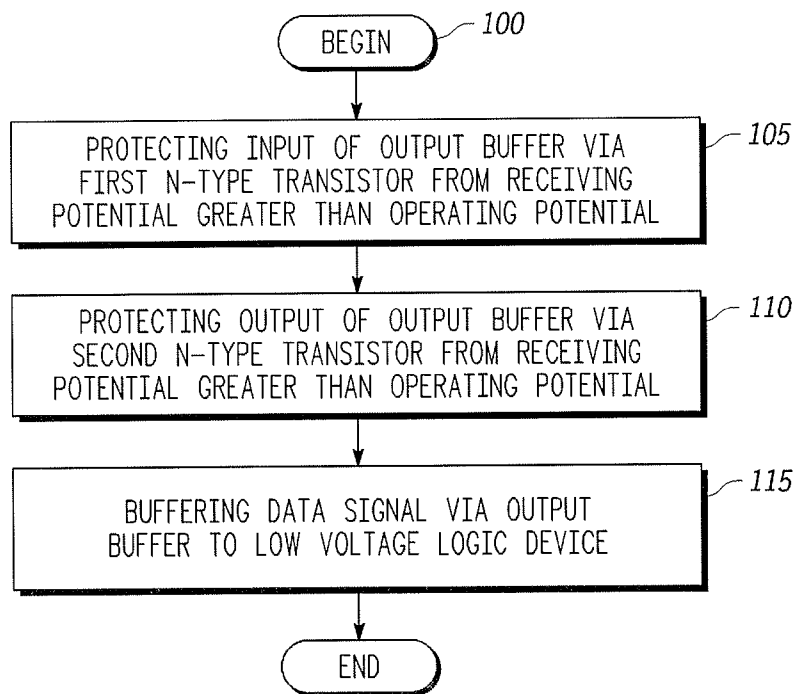 BEGIN
100
PROTECTING INPUT OF OUTPUT BUFFER VIA
FIRST N-TYPE TRANSISTOR FROM RECEIVING
POTENTIAL GREATER THAN OPERATING POTENTIAL
105
PROTECTING OUTPUT OF OUTPUT BUFFER VIA
SECOND N-TYPE TRANSISTOR FROM RECEIVING
POTENTIAL GREATER THAN OPERATING POTENTIAL
110
BUFFERING DATA SIGNAL VIA OUTPUT
BUFFER TO LOW VOLTAGE LOGIC DEVICE
115
END